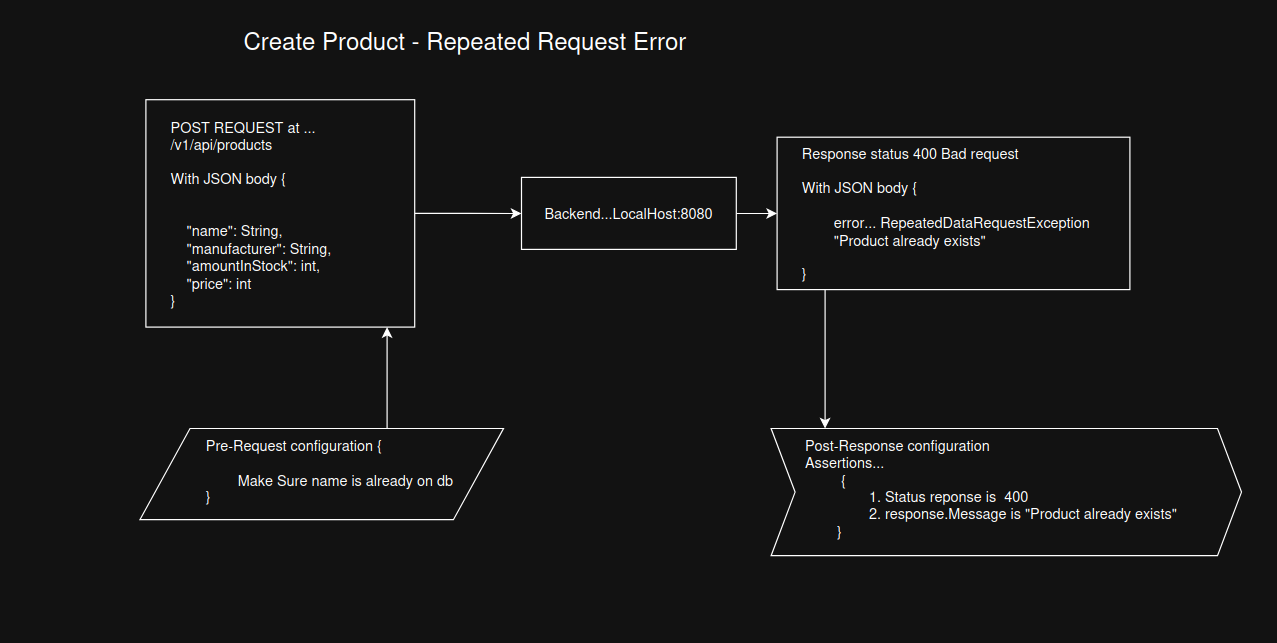 Create Product - Repeated Request Error
POST REQUEST at ...
/v1/api/products
With JSON body {
"name": String,
"manufacturer": String,
"amountInStock": int,
"price": int
}
Backend...LocalHost:8080
Response status 400 Bad request
With JSON body {
error... RepeatedDataRequestException
"Product already exists"
}
Pre-Request configuration {
Make Sure name is already on db
}
Post-Response configuration
Assertions...
{
1. Status reponse is  400
2. response.Message is "Product already exists"
}